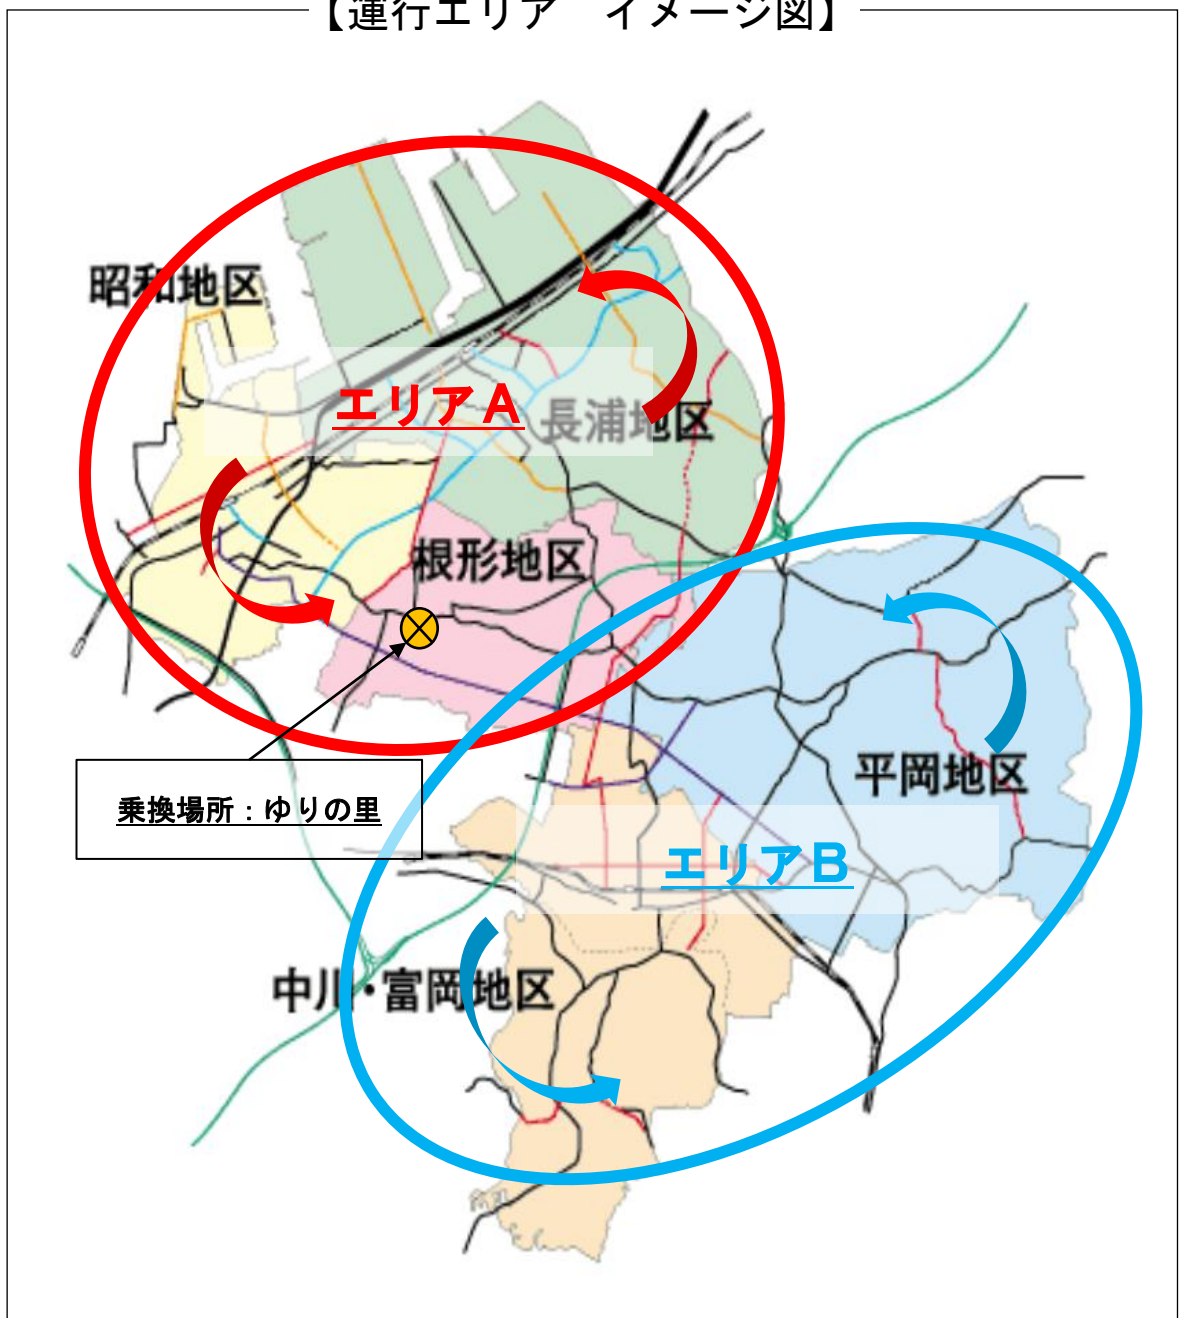 【運行エリア　イメージ図】
昭和地区
エリアA
長浦地区
根形地区
平岡地区
乗換場所：ゆりの里
エリアB
中川・富岡地区